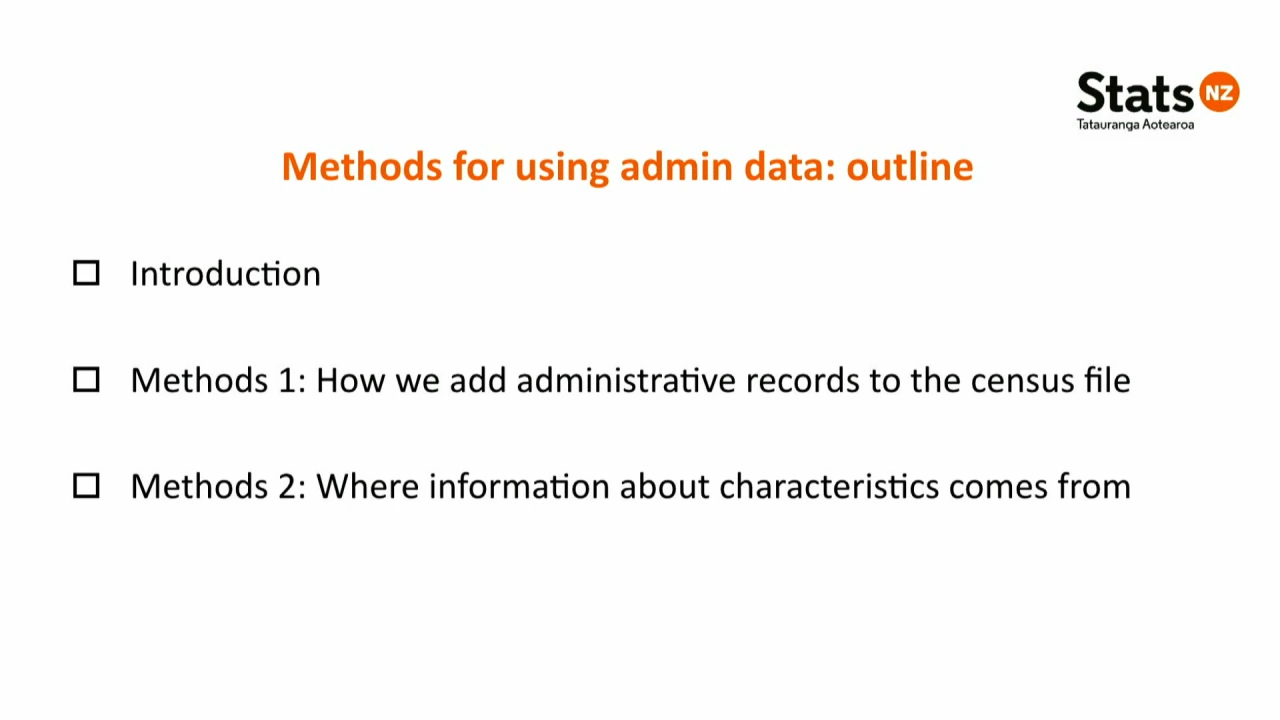 Stats NZ
Tatauranga Aotearoa
Methods for using admin data: outline
Introduction
Methods 1: How we add administrative records to the census file
Methods 2: Where information about characteristics comes from